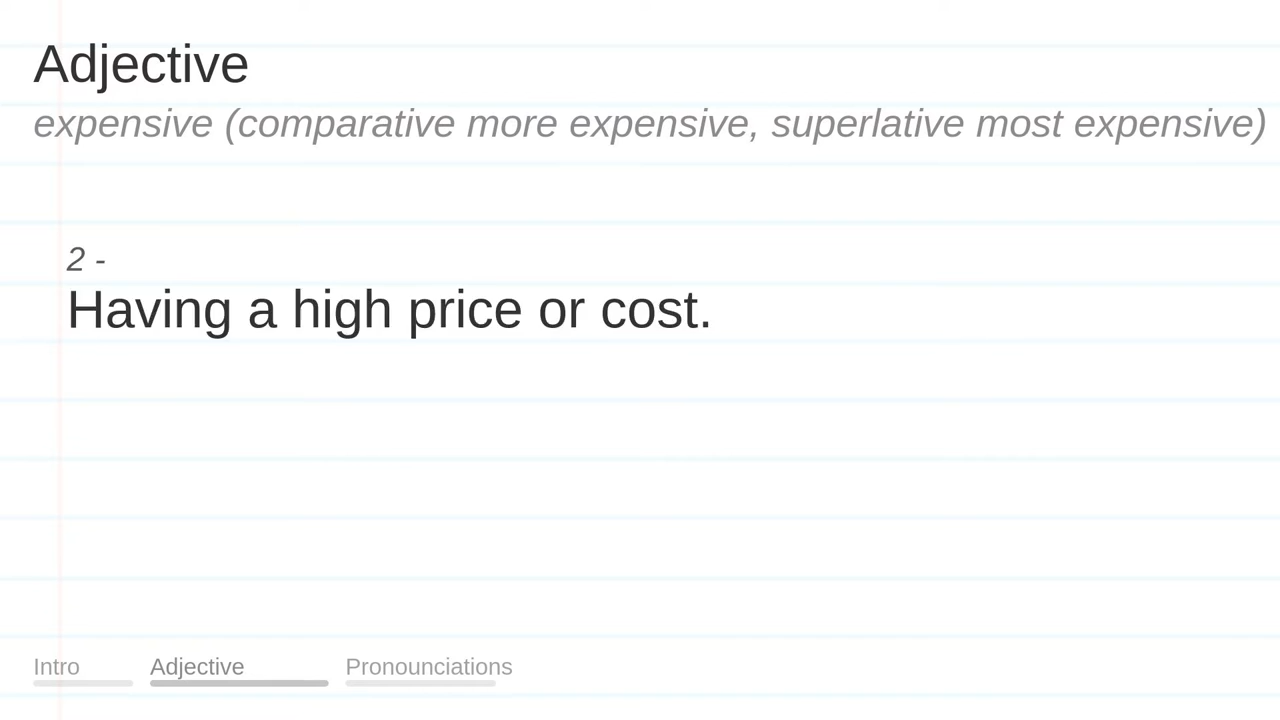 Adjective
expensive (comparative more expensive, superlative most expensive)
2 -
Having a high price or cost.
Intro Adjective Pronounciations